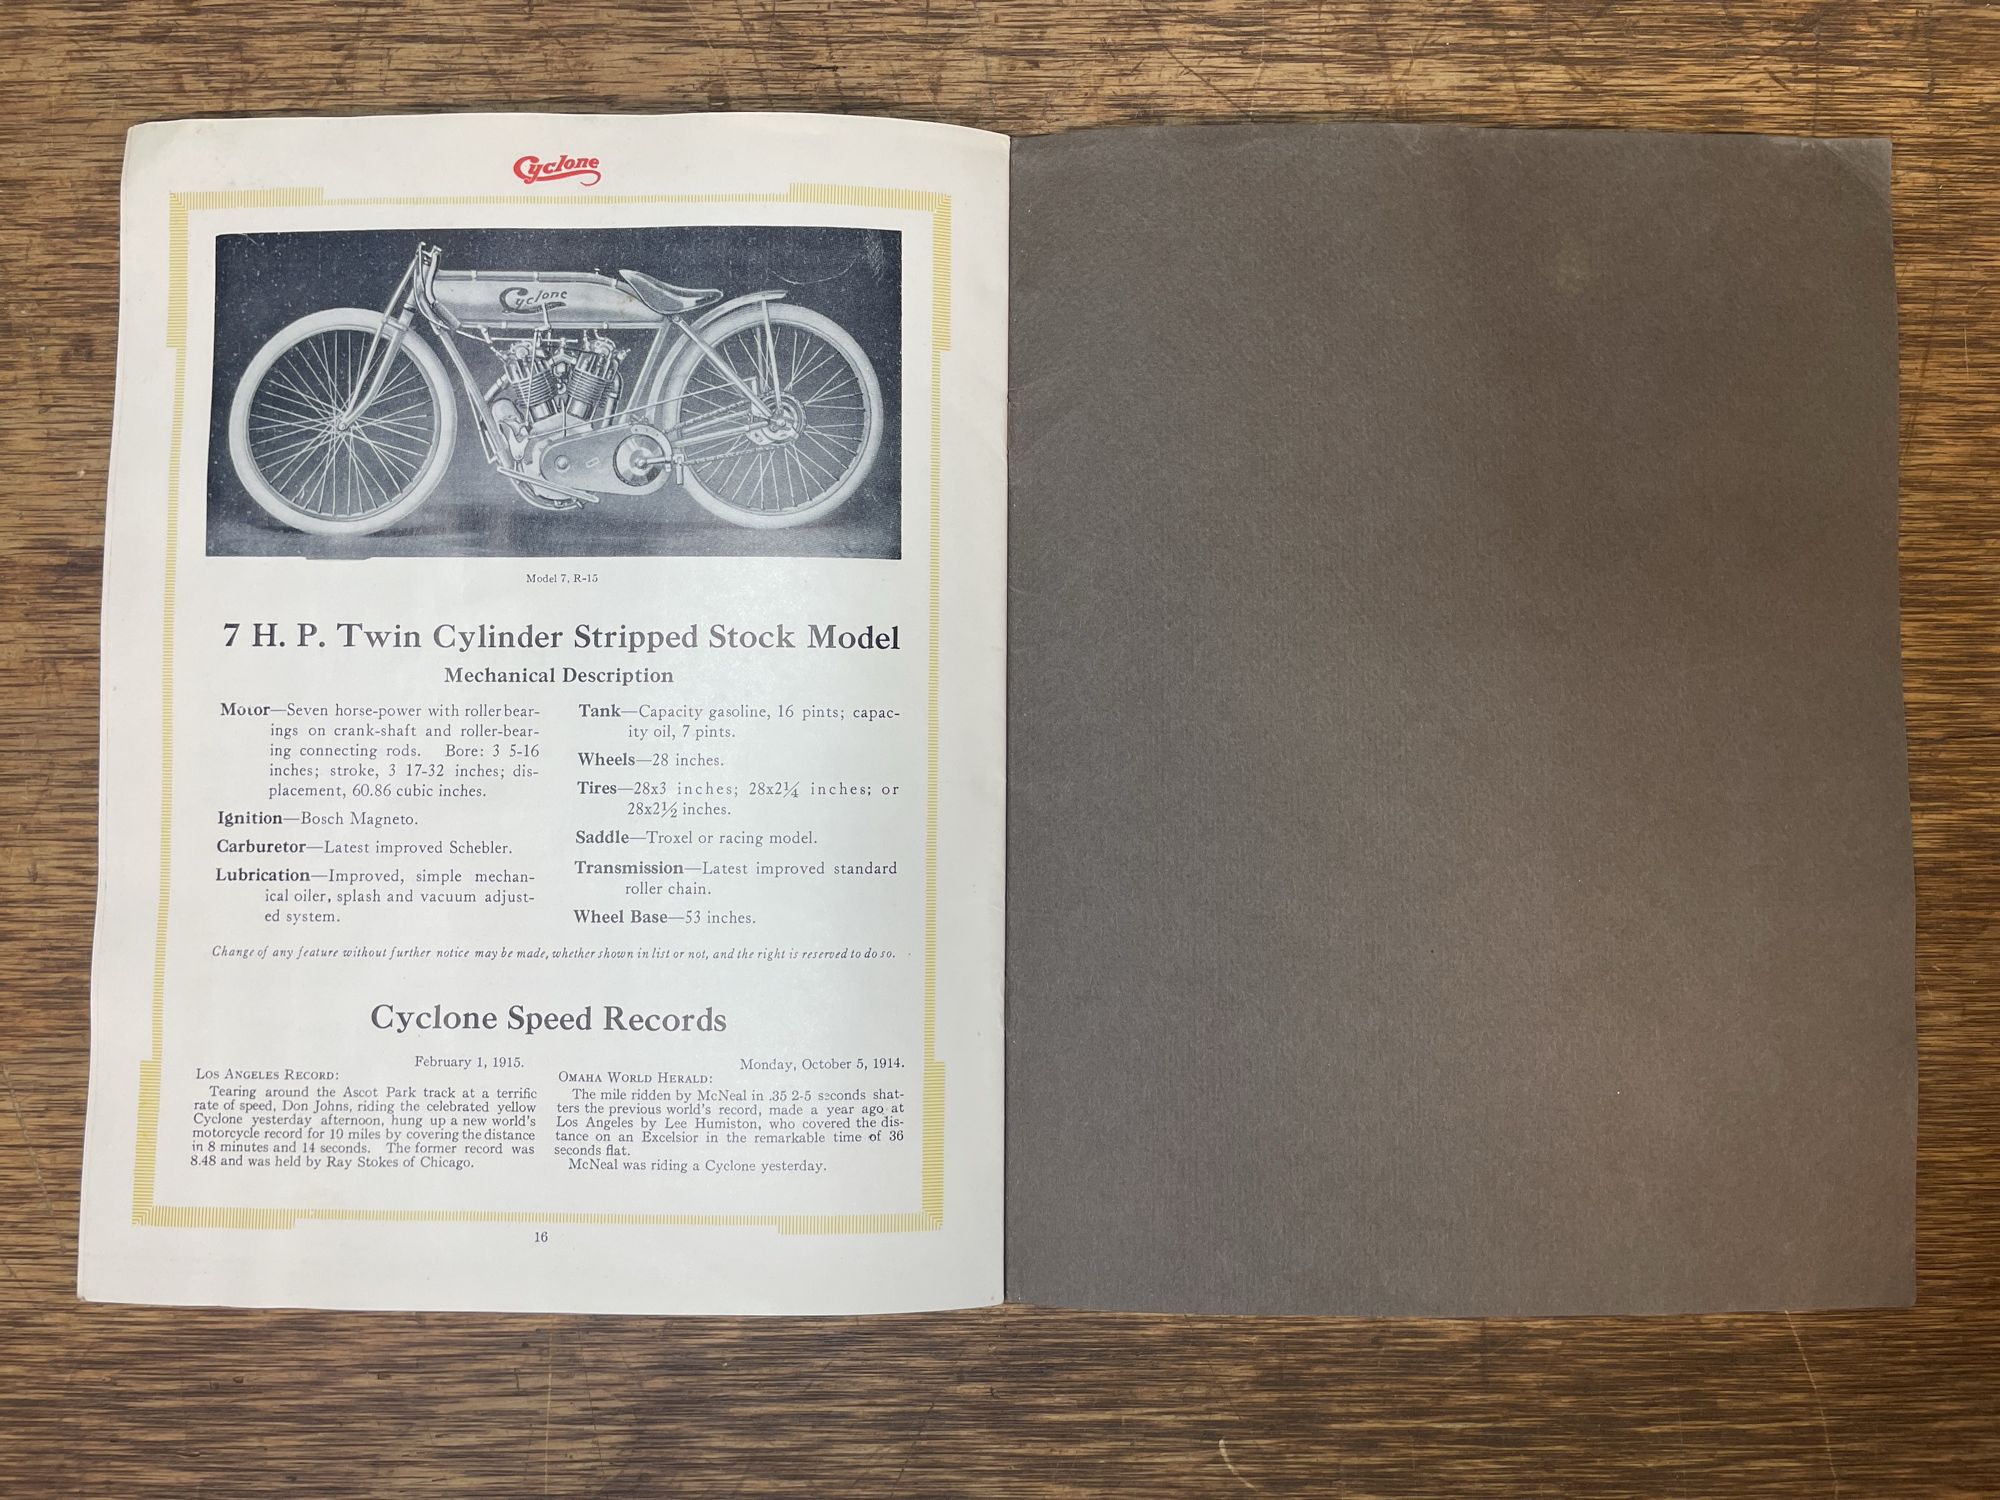 Cyclone
Cyclone
Model 7, R-15
7 H. P. Twin Cylinder Stripped Stock Model
Mechanical Description
Motor—Seven horse-power with roller bear-
ings on crank-shaft and roller-bear-
ing connecting rods. Bore: 3 5-16
inches; stroke, 3 17-32 inches; dis-
placement, 60.86 cubic inches.
Ignition—Bosch Magneto.
Carburetor—Latest improved Schebler.
Lubrication—Improved, simple mechan-
ical oiler, splash and vacuum adjust-
ed system.
Tank—Capacity gasoline, 16 pints; capac-
ity oil, 7 pints.
Wheels—28 inches.
Tires—28x3 inches; 28x2¼ inches; or
28x2½ inches.
Saddle—Troxel or racing model.
Transmission—Latest improved standard
roller chain.
Wheel Base—53 inches.
Change of any feature without further notice may be made, whether shown in list or not, and the right is reserved to do so.
Cyclone Speed Records
February 1, 1915.
Los Angeles Record:
Tearing around the Ascot Park track at a terrific
rate of speed, Don Johns, riding the celebrated yellow
Cyclone yesterday afternoon, hung up a new world's
motorcycle record for 10 miles by covering the distance
in 8 minutes and 14 seconds. The former record was
8.48 and was held by Ray Stokes of Chicago.
Monday, October 5, 1914.
Omaha World Herald:
The mile ridden by McNeal in .35 2-5 seconds shat-
ters the previous world's record, made a year ago at
Los Angeles by Lee Humiston, who covered the dis-
tance on an Excelsior in the remarkable time of 36
seconds flat.
McNeal was riding a Cyclone yesterday.
16